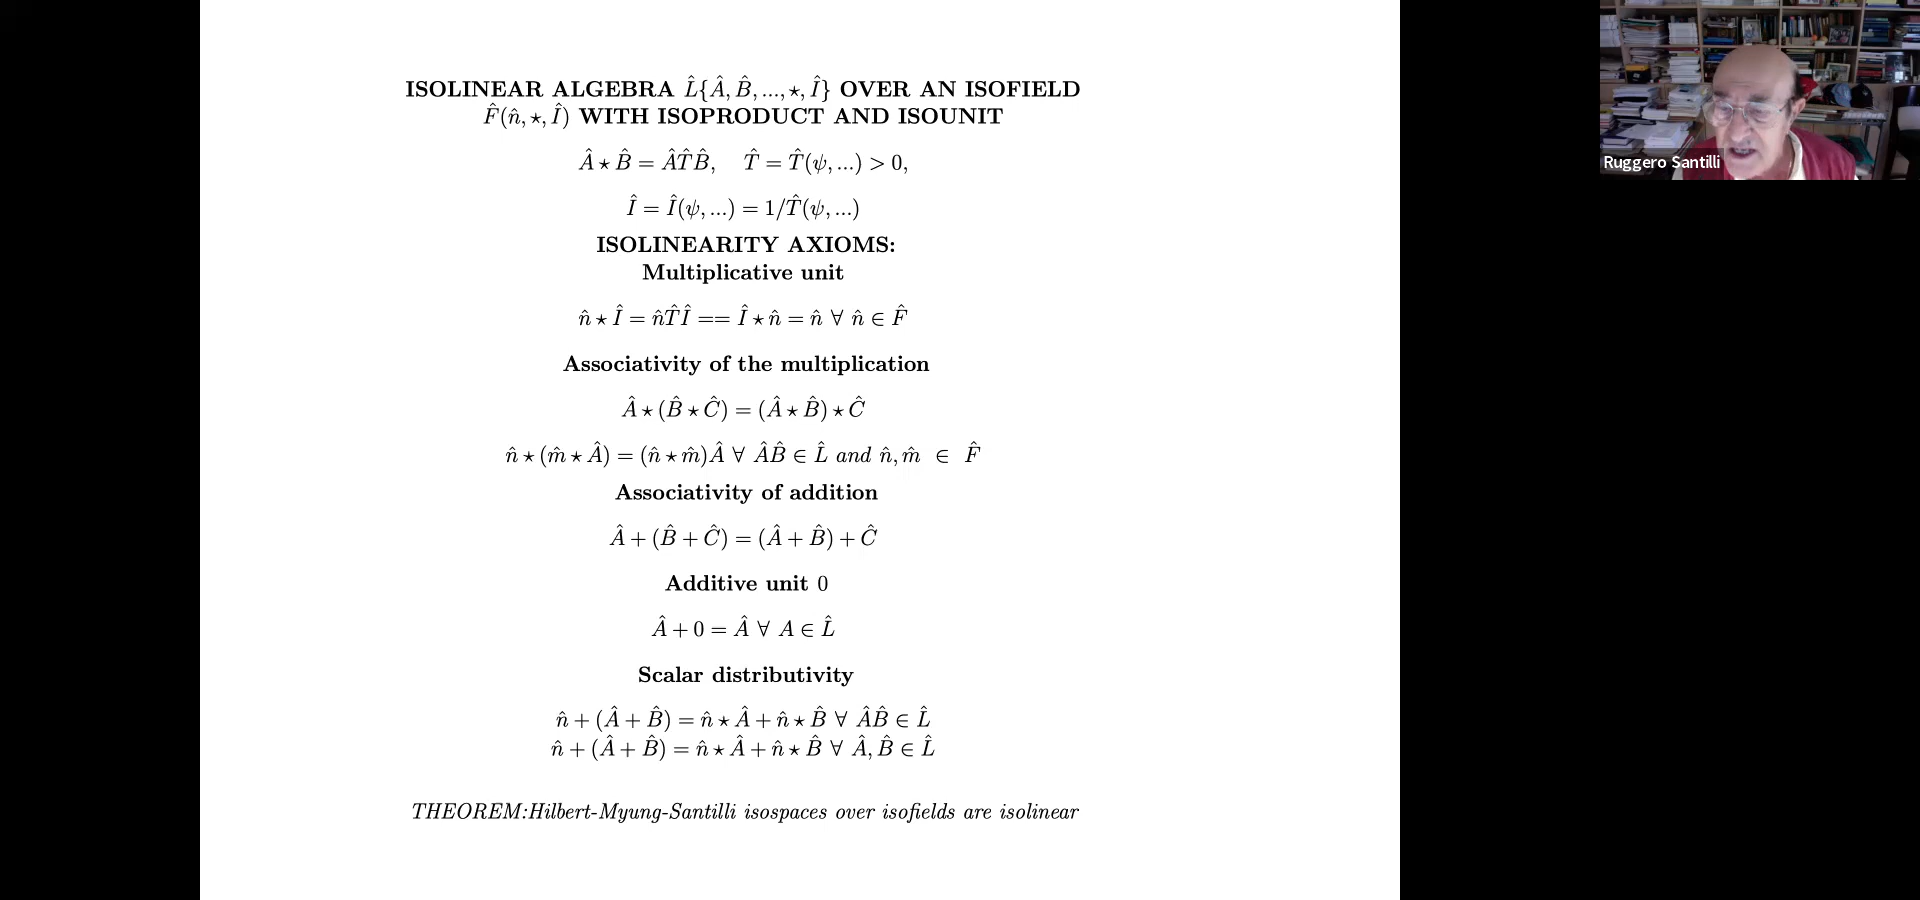 ISOLINEAR ALGEBRA L̂{Â, B̂, ..., ⋆, Î} OVER AN ISOFIELD
F̂(n̂, ⋆, Î) WITH ISOPRODUCT AND ISOUNIT
Â ⋆ B̂ = ÂT̂B̂, T̂ = T̂(ψ, ...) > 0,
Î = Î(ψ, ...) = 1/T̂(ψ, ...)
ISOLINEARITY AXIOMS:
Multiplicative unit
n̂ ⋆ Î = n̂T̂Î == Î ⋆ n̂ = n̂ ∀ n̂ ∈ F̂
Associativity of the multiplication
Â ⋆ (B̂ ⋆ Ĉ) = (Â ⋆ B̂) ⋆ Ĉ
n̂ ⋆ (m̂ ⋆ Â) = (n̂ ⋆ m̂)Â ∀ ÂB̂ ∈ L̂ and n̂, m̂ ∈ F̂
Associativity of addition
Â + (B̂ + Ĉ) = (Â + B̂) + Ĉ
Additive unit 0
Â + 0 = Â ∀ A ∈ L̂
Scalar distributivity
n̂ + (Â + B̂) = n̂ ⋆ Â + n̂ ⋆ B̂ ∀ ÂB̂ ∈ L̂
n̂ + (Â + B̂) = n̂ ⋆ Â + n̂ ⋆ B̂ ∀ Â, B̂ ∈ L̂
THEOREM:Hilbert-Myung-Santilli isospaces over isofields are isolinear
Ruggero Santilli